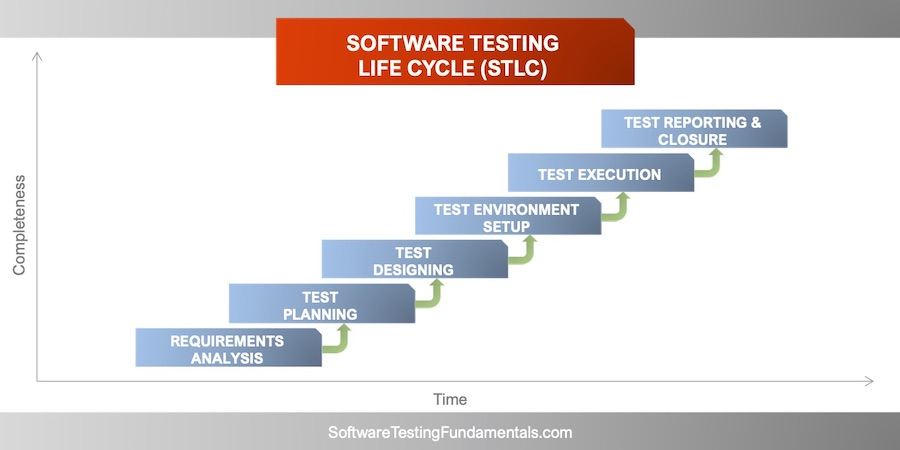 SOFTWARE TESTING
LIFE CYCLE (STLC)
TEST REPORTING &
CLOSURE
TEST EXECUTION
TEST ENVIRONMENT
SETUP
TEST
DESIGNING
TEST
PLANNING
REQUIREMENTS
ANALYSIS
Completeness
Time
SoftwareTestingFundamentals.com